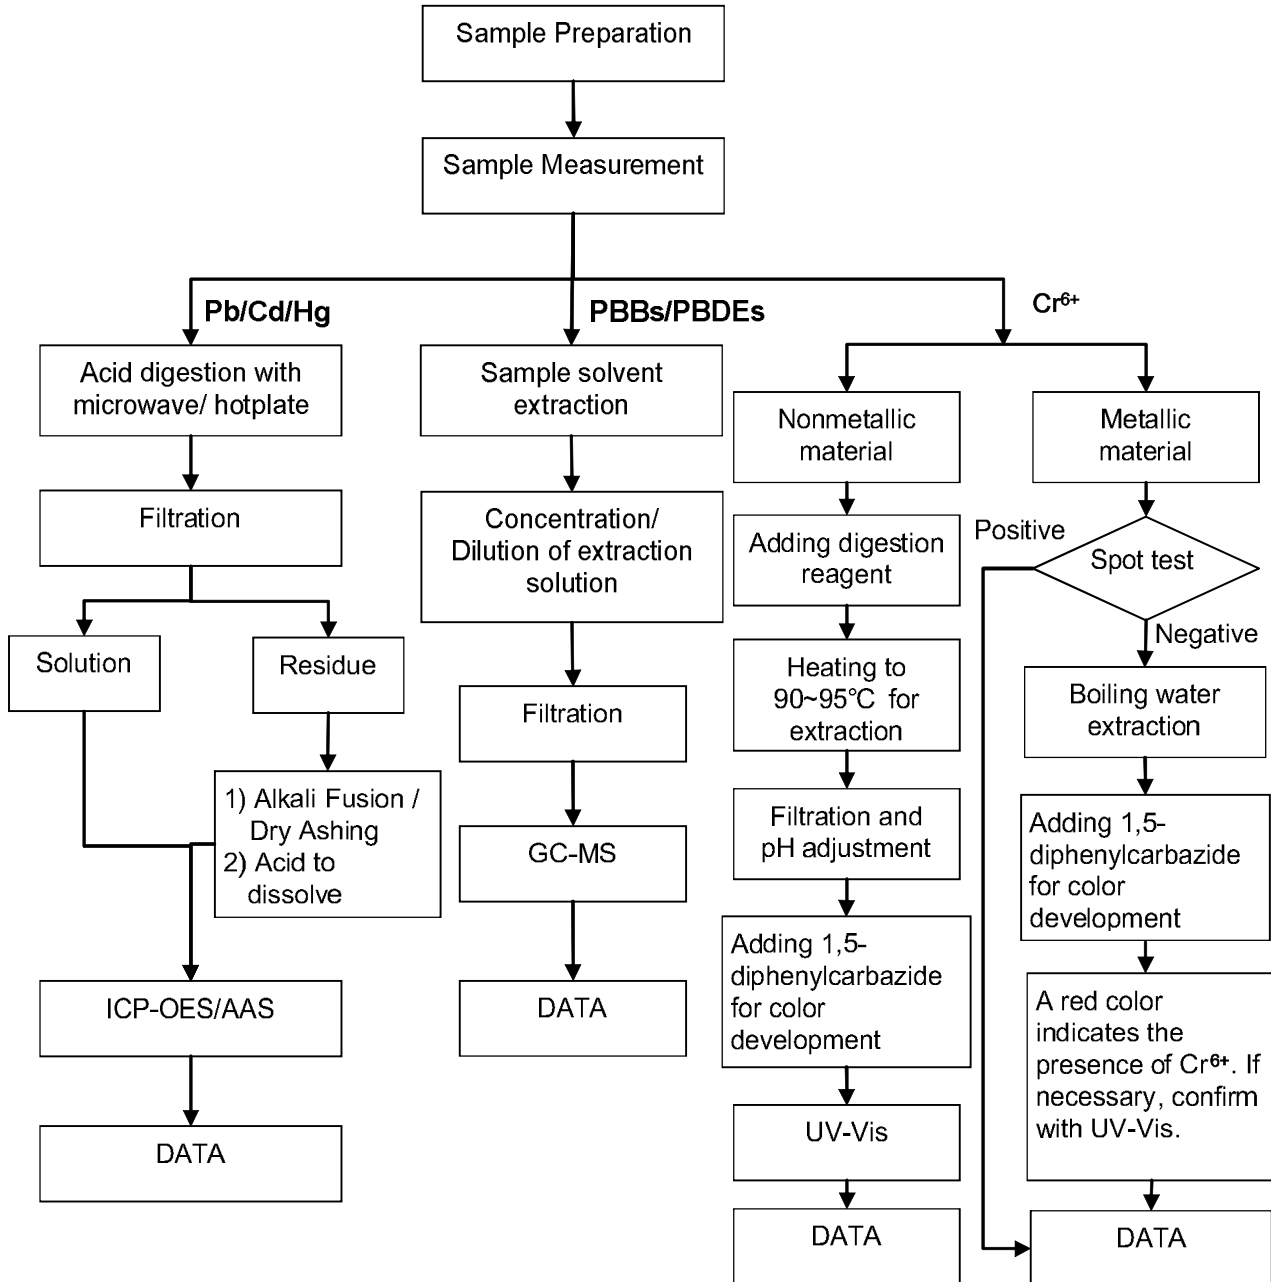 Sample Preparation
Sample Measurement
Pb/Cd/Hg
PBBs/PBDEs
Cr⁶⁺
Acid digestion with
microwave/ hotplate
Filtration
Solution
Residue
1) Alkali Fusion /
Dry Ashing
2) Acid to
dissolve
ICP-OES/AAS
DATA
Sample solvent
extraction
Concentration/
Dilution of extraction
solution
Filtration
GC-MS
DATA
Nonmetallic
material
Adding digestion
reagent
Heating to
90~95℃ for
extraction
Filtration and
pH adjustment
Adding 1,5-
diphenylcarbazide
for color
development
UV-Vis
DATA
Metallic
material
Positive
Spot test
Negative
Boiling water
extraction
Adding 1,5-
diphenylcarbazide
for color
development
A red color
indicates the
presence of Cr⁶⁺. If
necessary, confirm
with UV-Vis.
DATA